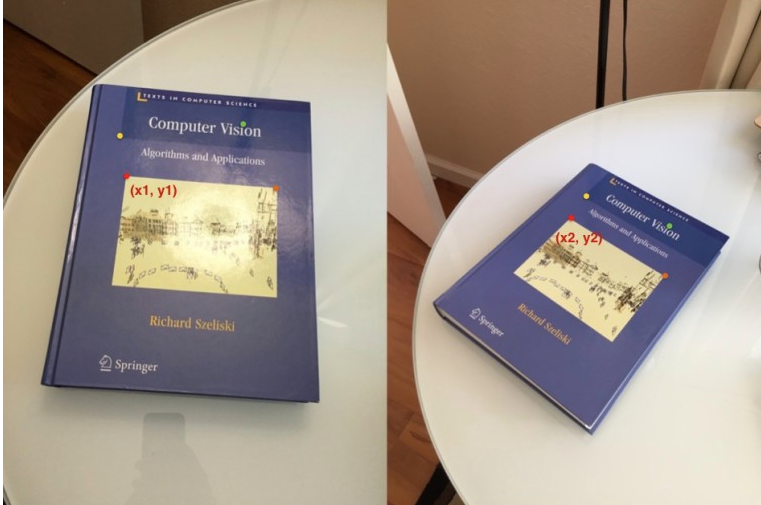 TEXTS IN COMPUTER SCIENCE
Computer Vision
Algorithms and Applications
(x1, y1)
Richard Szeliski
Springer
TEXTS IN COMPUTER SCIENCE
Computer Vision
Algorithms and Applications
(x2, y2)
Richard Szeliski
Springer